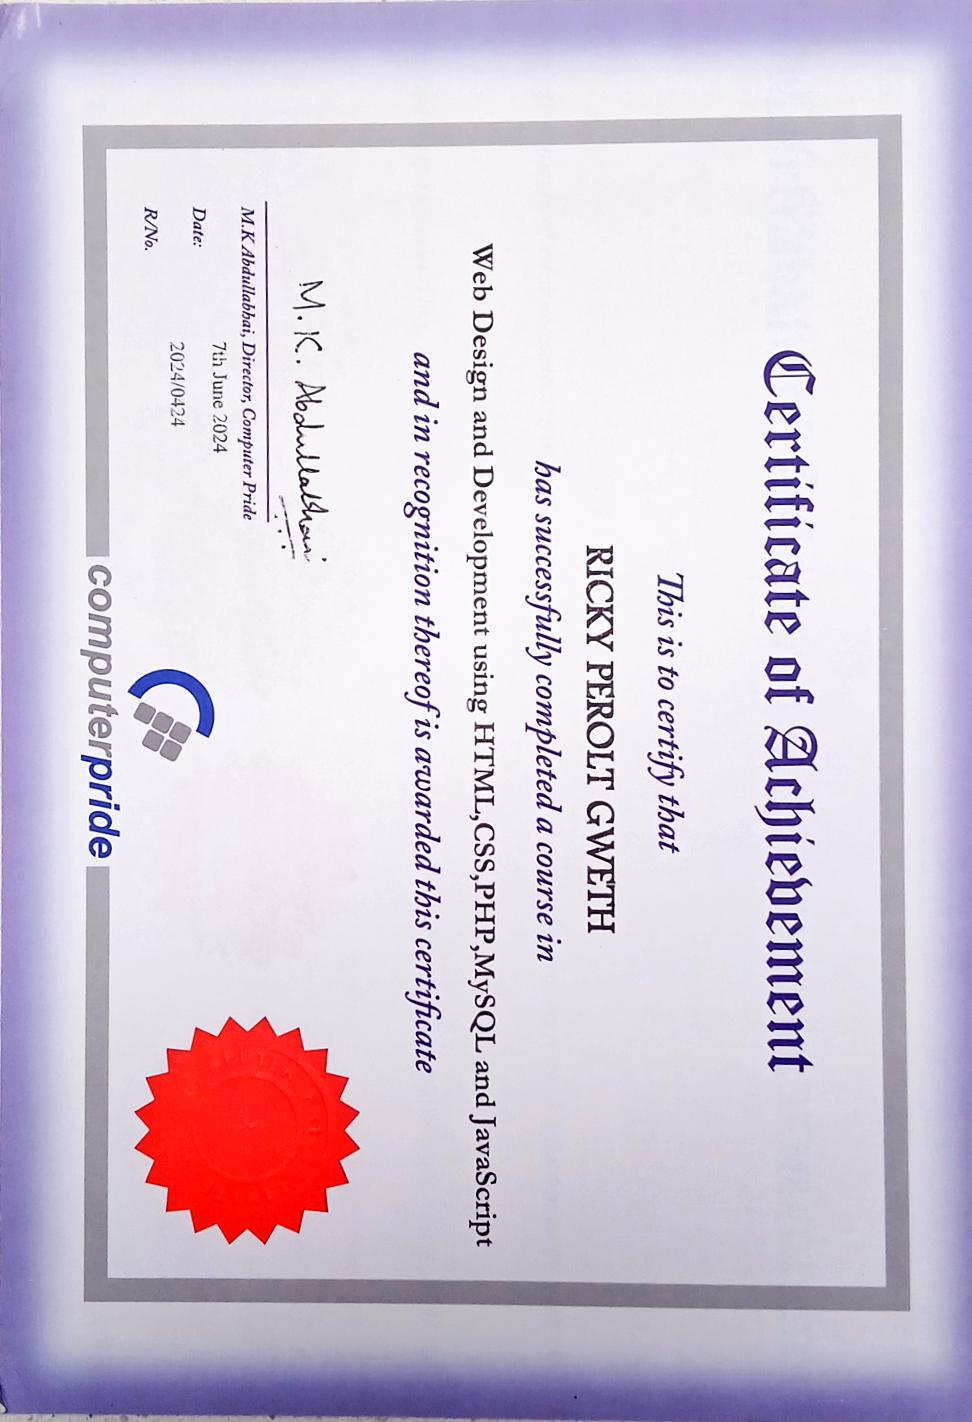 Certificate of Achievement
This is to certify that
RICKY PEROLT GWETH
has successfully completed a course in
Web Design and Development using HTML,CSS,PHP,MySQL and JavaScript
and in recognition thereof is awarded this certificate
M. K. Abdullabhai
M.K Abdullabhai, Director, Computer Pride
Date: 7th June 2024
R/No. 2024/0424
computerpride